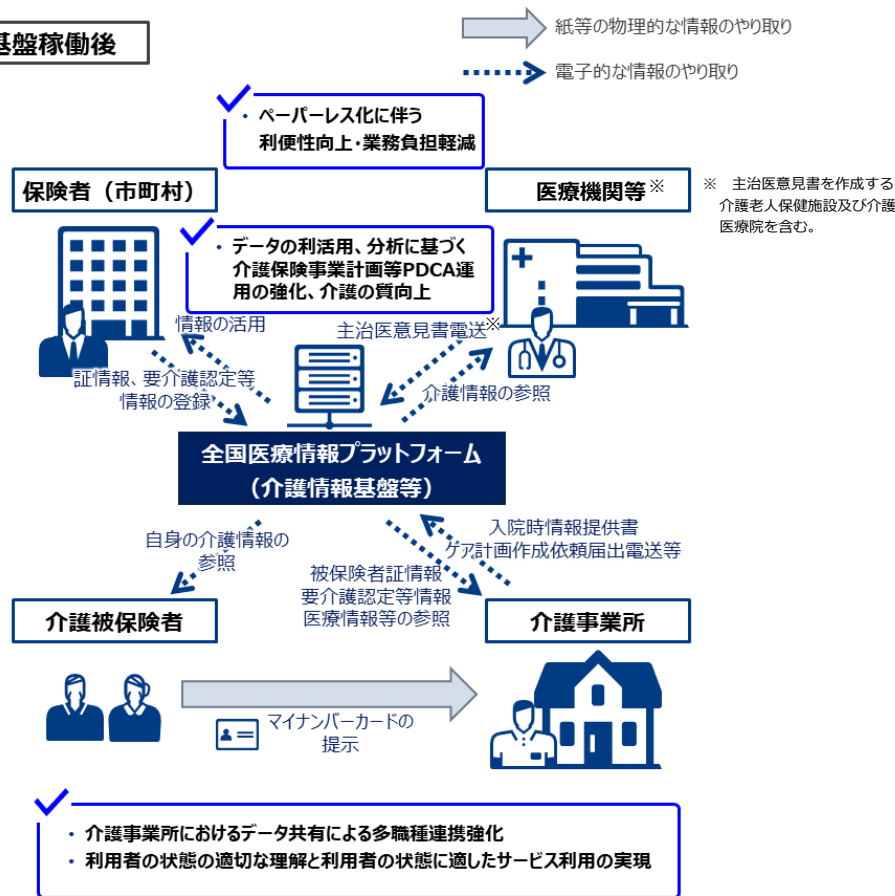 紙等の物理的な情報のやり取り
基盤稼働後
電子的な情報のやり取り
・ ペーパーレス化に伴う
利便性向上・業務負担軽減
保険者（市町村）
医療機関等※
※ 主治医意見書を作成する
介護老人保健施設及び介護
医療院を含む。
・ データの利活用、分析に基づく
介護保険事業計画等PDCA運
用の強化、介護の質向上
情報の活用
主治医意見書電送※
証情報、要介護認定等
情報の登録
介護情報の参照
全国医療情報プラットフォーム
（介護情報基盤等）
自身の介護情報の
参照
入院時情報提供書
ケア計画作成依頼届出電送等
被保険者証情報
要介護認定等情報
医療情報等の参照
介護被保険者
介護事業所
マイナンバーカードの
提示
・ 介護事業所におけるデータ共有による多職種連携強化
・ 利用者の状態の適切な理解と利用者の状態に適したサービス利用の実現